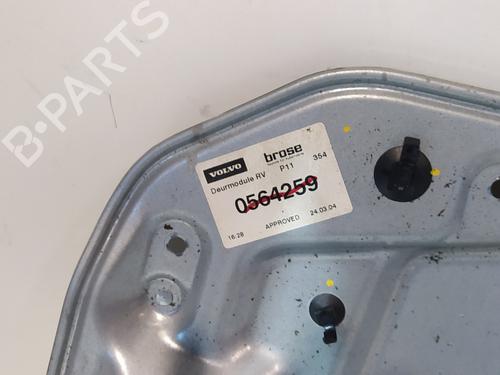 B-PARTS
VOLVO
brose
Deurmodule RV P11 354
0564259
16:28 APPROVED 24.03.04